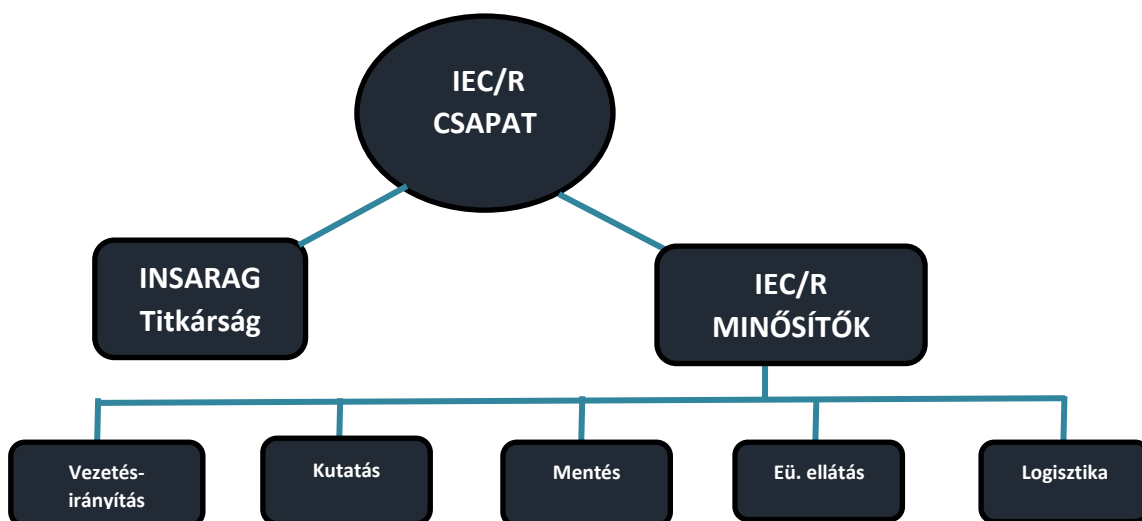 IEC/R
CSAPAT
INSARAG
Titkárság
IEC/R
MINŐSÍTŐK
Vezetés-
irányítás
Kutatás
Mentés
Eü. ellátás
Logisztika